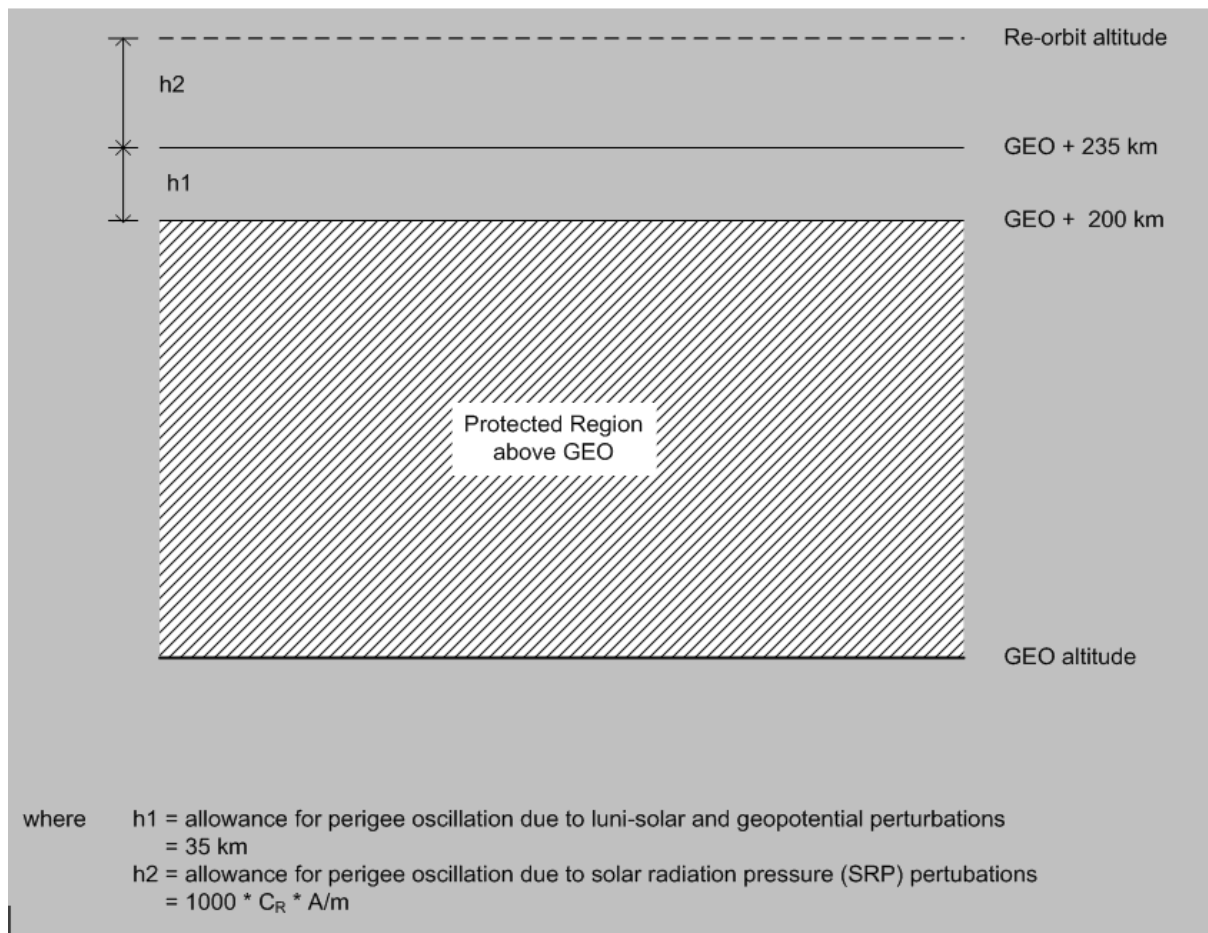 Re-orbit altitude
h2
GEO + 235 km
h1
GEO + 200 km
Protected Region
above GEO
GEO altitude
where h1 = allowance for perigee oscillation due to luni-solar and geopotential perturbations
= 35 km
h2 = allowance for perigee oscillation due to solar radiation pressure (SRP) pertubations
= 1000 * CR * A/m